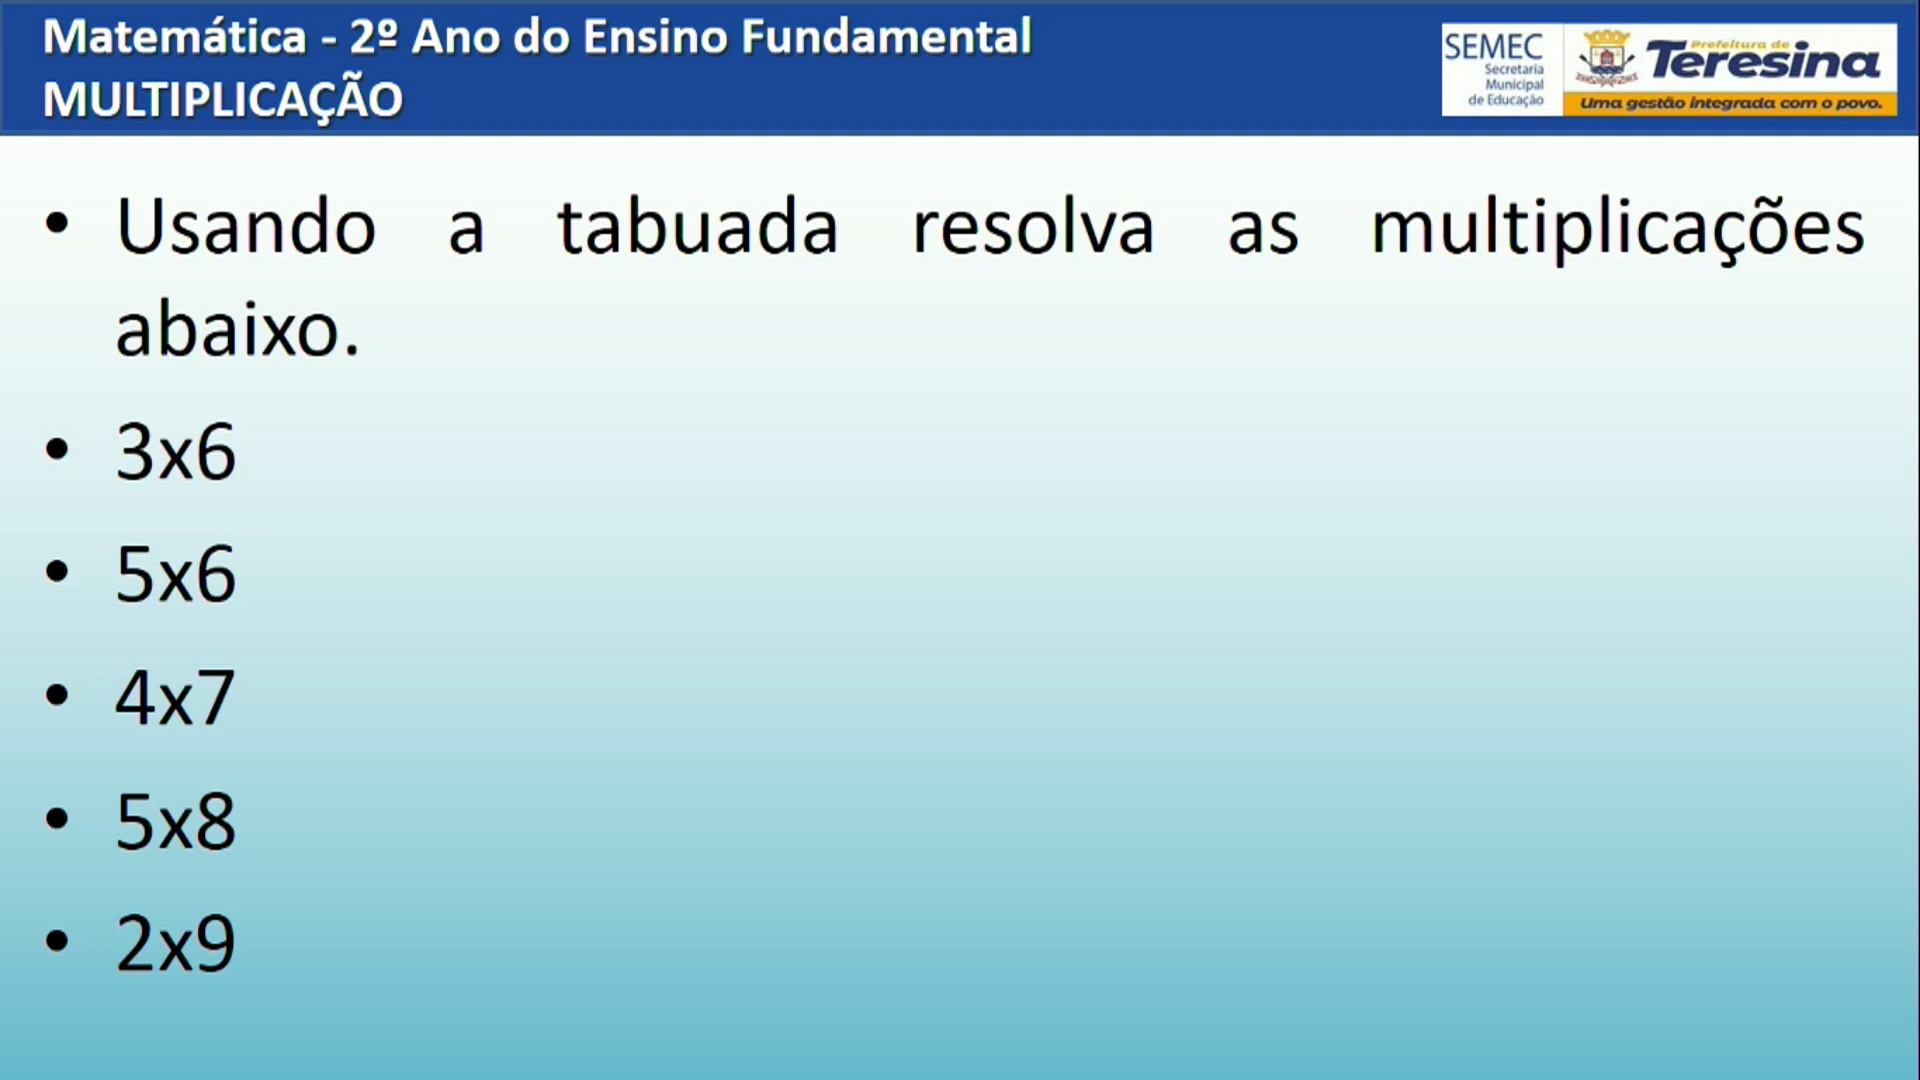 Matemática - 2º Ano do Ensino Fundamental
MULTIPLICAÇÃO
SEMEC
Secretaria
Municipal
de Educação
Prefeitura de
Teresina
Uma gestão integrada com o povo.
• Usando a tabuada resolva as multiplicações
abaixo.
• 3x6
• 5x6
• 4x7
• 5x8
• 2x9